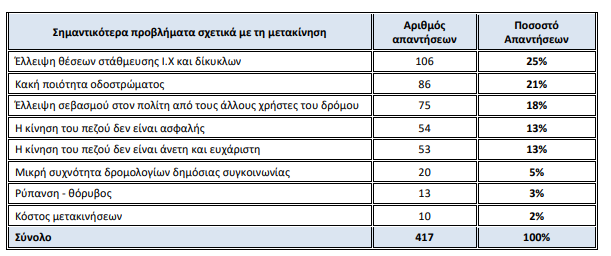 Σημαντικότερα προβλήματα σχετικά με τη μετακίνηση Αριθμός απαντήσεων Ποσοστό Απαντήσεων
Έλλειψη θέσεων στάθμευσης Ι.Χ και δίκυκλων 106 25%
Κακή ποιότητα οδοστρώματος 86 21%
Έλλειψη σεβασμού στον πολίτη από τους άλλους χρήστες του δρόμου 75 18%
Η κίνηση του πεζού δεν είναι ασφαλής 54 13%
Η κίνηση του πεζού δεν είναι άνετη και ευχάριστη 53 13%
Μικρή συχνότητα δρομολογίων δημόσιας συγκοινωνίας 20 5%
Ρύπανση - θόρυβος 13 3%
Κόστος μετακινήσεων 10 2%
Σύνολο 417 100%